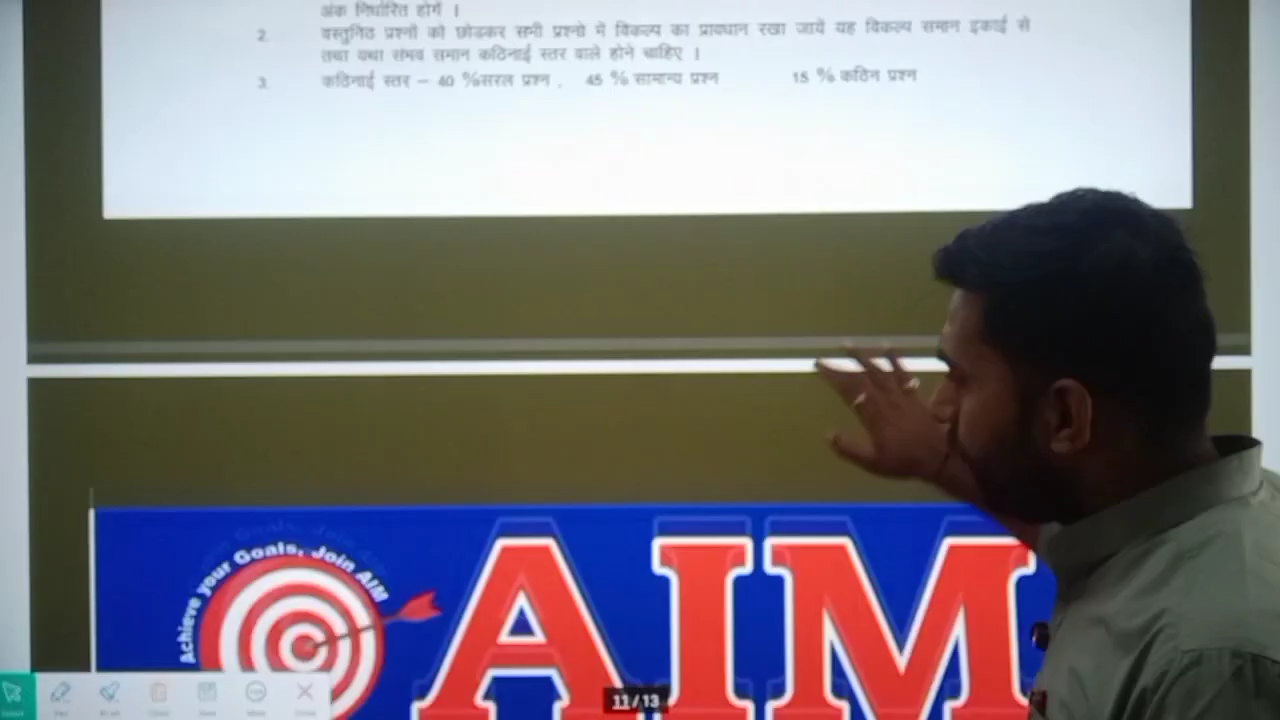 अंक निर्धारित होगें ।
2. वस्तुनिठ प्रश्नों को छोडकर सभी प्रश्नो में विकल्प का प्रावधान रखा जायें यह विकल्प समान इकाई से
तथा यथा संभव समान कठिनाई स्तर वाले होने चाहिए ।
3. कठिनाई स्तर – 40 %सरल प्रश्न , 45 % सामान्य प्रश्न 15 % कठिन प्रश्न
Achieve your Goals, Join AIM
AIM
11/13